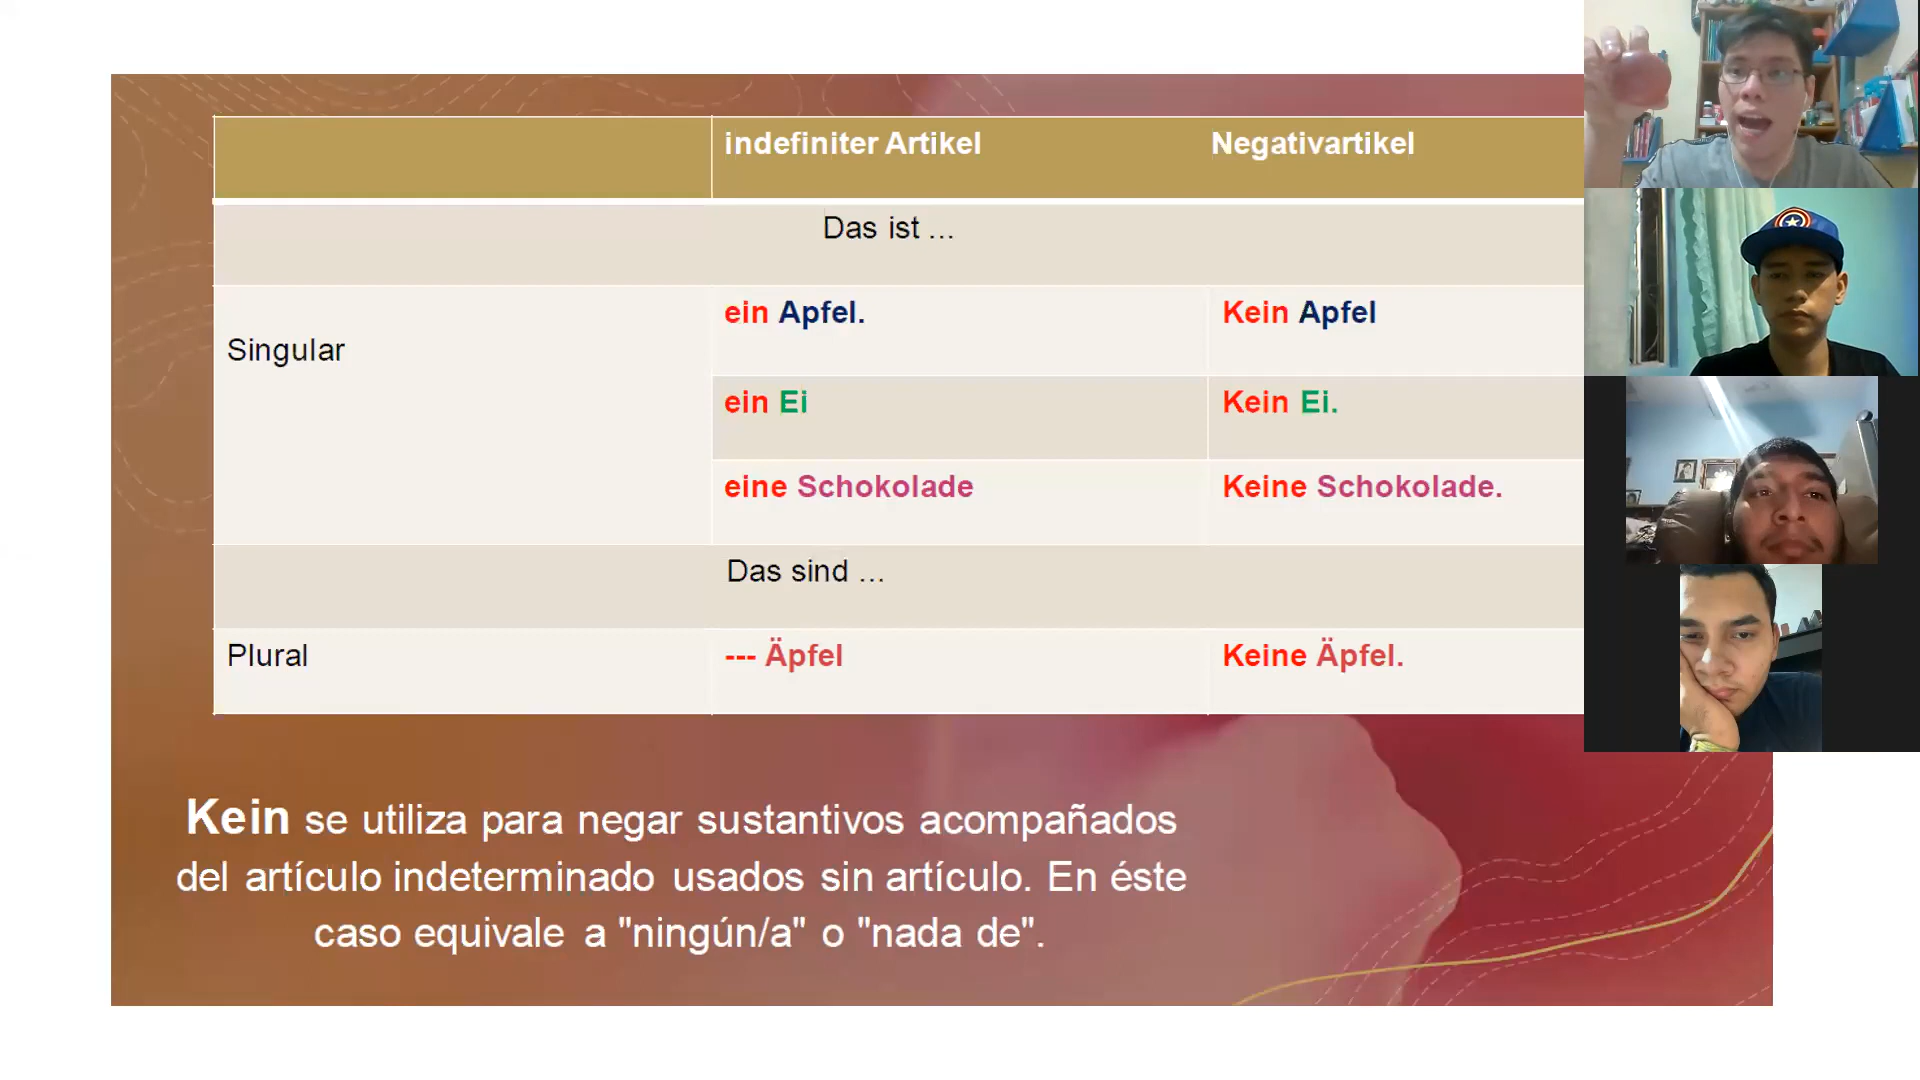 indefiniter Artikel Negativartikel
Das ist ...
Singular
ein Apfel. Kein Apfel
ein Ei Kein Ei.
eine Schokolade Keine Schokolade.
Das sind ...
Plural --- Äpfel Keine Äpfel.
Kein se utiliza para negar sustantivos acompañados
del artículo indeterminado usados sin artículo. En éste
caso equivale a "ningún/a" o "nada de".